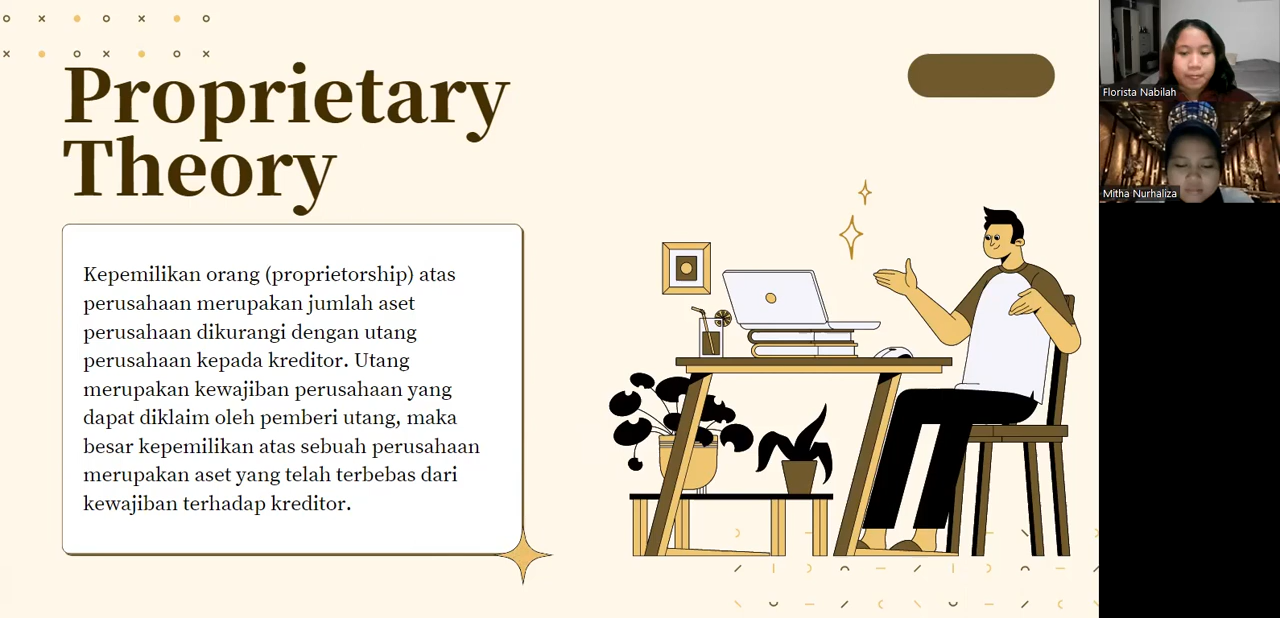 Proprietary
Theory
Kepemilikan orang (proprietorship) atas
perusahaan merupakan jumlah aset
perusahaan dikurangi dengan utang
perusahaan kepada kreditor. Utang
merupakan kewajiban perusahaan yang
dapat diklaim oleh pemberi utang, maka
besar kepemilikan atas sebuah perusahaan
merupakan aset yang telah terbebas dari
kewajiban terhadap kreditor.
Florista Nabilah
Mitha Nurhaliza